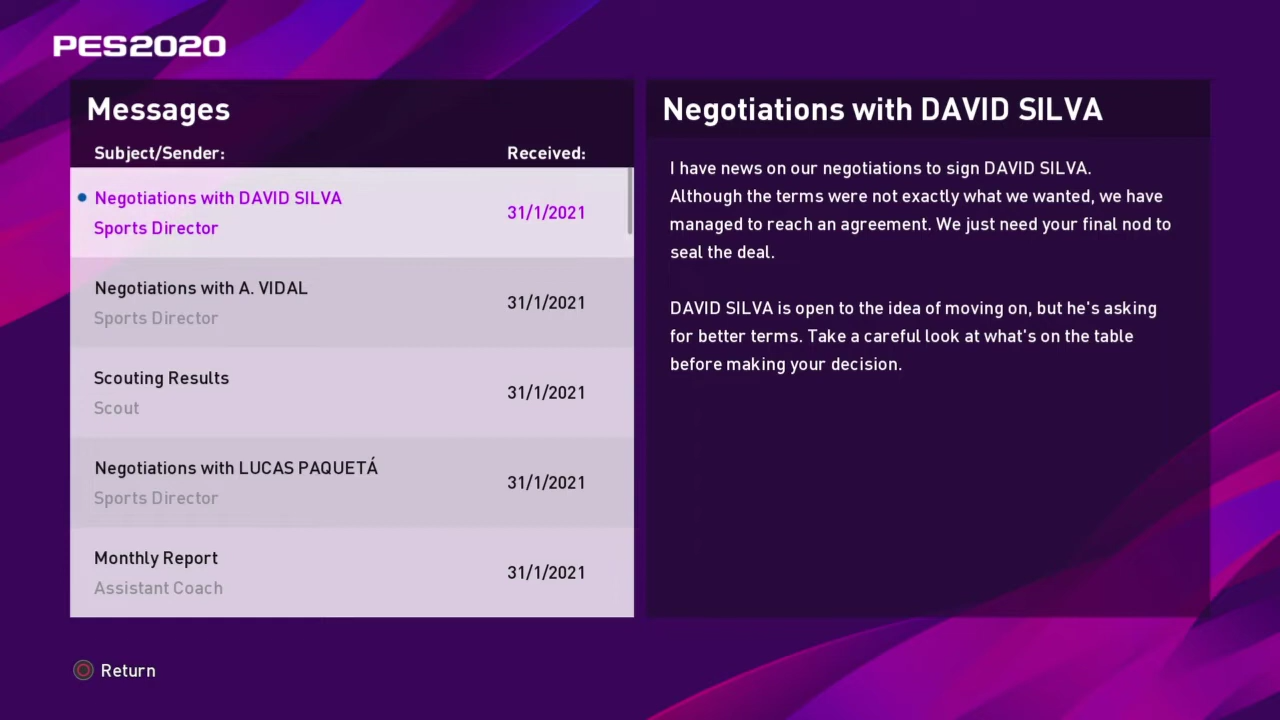 PES2020
Messages
Subject/Sender:
Received:
Negotiations with DAVID SILVA
Sports Director
31/1/2021
Negotiations with A. VIDAL
Sports Director
31/1/2021
Scouting Results
Scout
31/1/2021
Negotiations with LUCAS PAQUETÁ
Sports Director
31/1/2021
Monthly Report
Assistant Coach
31/1/2021
Negotiations with DAVID SILVA
I have news on our negotiations to sign DAVID SILVA.
Although the terms were not exactly what we wanted, we have
managed to reach an agreement. We just need your final nod to
seal the deal.
DAVID SILVA is open to the idea of moving on, but he's asking
for better terms. Take a careful look at what's on the table
before making your decision.
Return